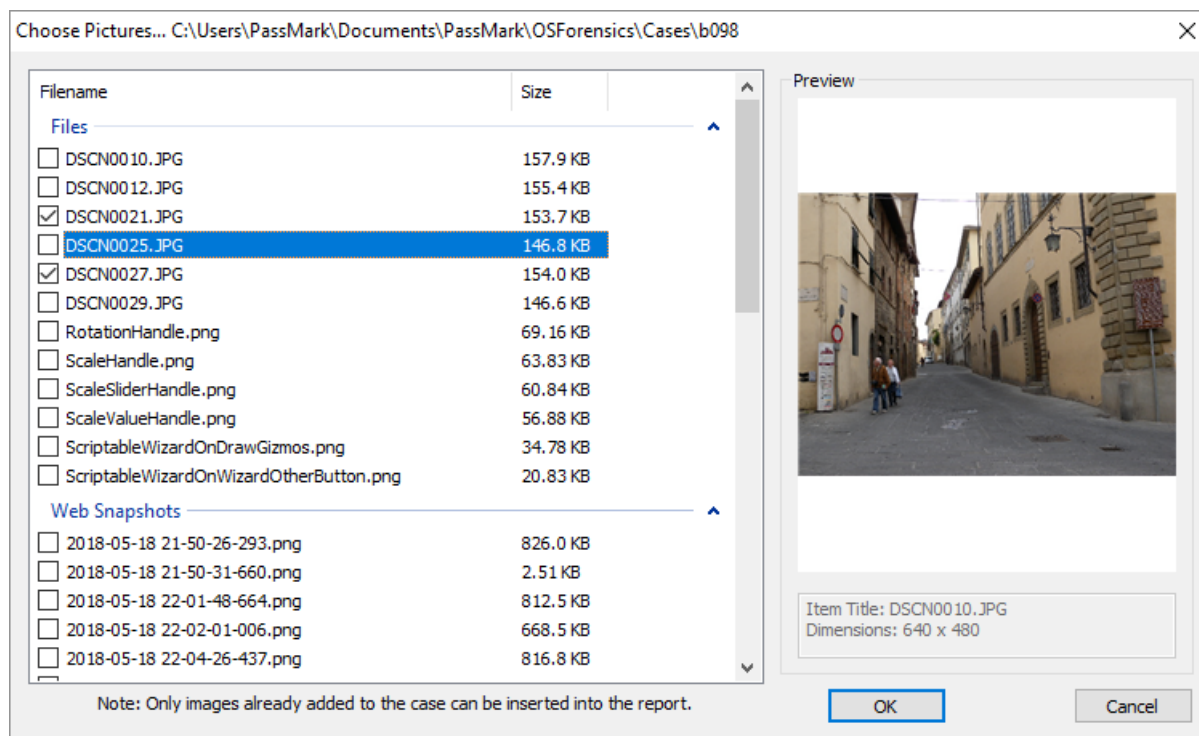 Choose Pictures... C:\Users\PassMark\Documents\PassMark\OSForensics\Cases\b098
Filename Size
Files
DSCN0010.JPG 157.9 KB
DSCN0012.JPG 155.4 KB
DSCN0021.JPG 153.7 KB
DSCN0025.JPG 146.8 KB
DSCN0027.JPG 154.0 KB
DSCN0029.JPG 146.6 KB
RotationHandle.png 69.16 KB
ScaleHandle.png 63.83 KB
ScaleSliderHandle.png 60.84 KB
ScaleValueHandle.png 56.88 KB
ScriptableWizardOnDrawGizmos.png 34.78 KB
ScriptableWizardOnWizardOtherButton.png 20.83 KB
Web Snapshots
2018-05-18 21-50-26-293.png 826.0 KB
2018-05-18 21-50-31-660.png 2.51 KB
2018-05-18 22-01-48-664.png 812.5 KB
2018-05-18 22-02-01-006.png 668.5 KB
2018-05-18 22-04-26-437.png 816.8 KB
Note: Only images already added to the case can be inserted into the report.
Preview
Item Title: DSCN0010.JPG
Dimensions: 640 x 480
OK Cancel